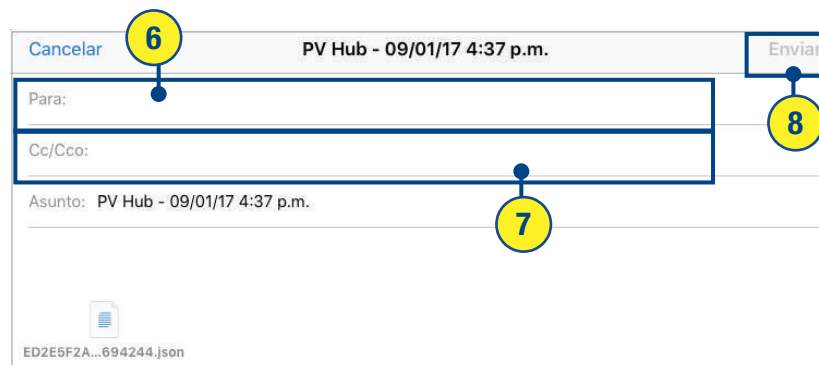 6
Cancelar PV Hub - 09/01/17 4:37 p.m. Enviar
Para:
8
Cc/Cco:
Asunto: PV Hub - 09/01/17 4:37 p.m.
7
ED2E5F2A...694244.json